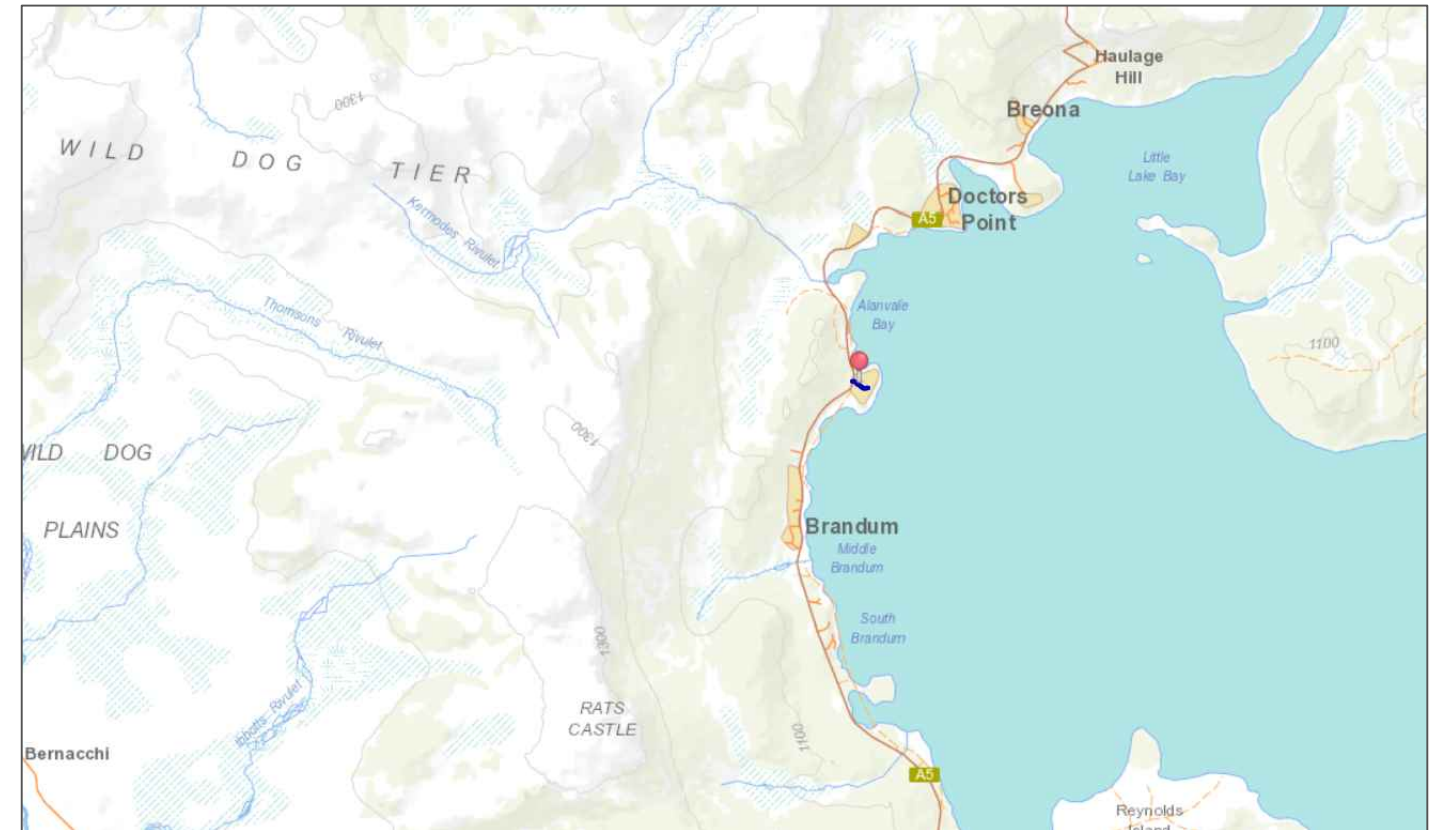 Haulage
Hill
Breona
1300
WILD DOG TIER
Little
Lake Bay
Doctors
Point
A5
Kermodes Rivulet
Thomsons Rivulet
Alanvale
Bay
1100
1300
WILD DOG
PLAINS
Brandum
Middle
Brandum
South
Brandum
1300
Ibbotts Rivulet
RATS
CASTLE
1100
Bernacchi
A5
Reynolds
Island